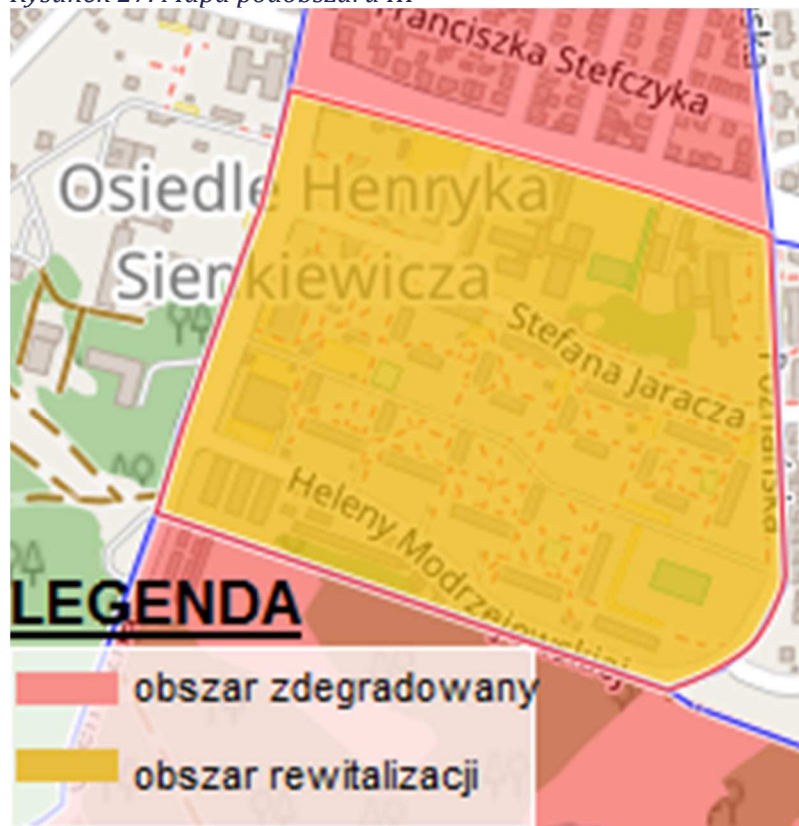 Franciszka Stefczyka
Osiedle Henryka
Sienkiewicza
Stefana Jaracza
Heleny Modrzejewskiej
LEGENDA
obszar zdegradowany
obszar rewitalizacji